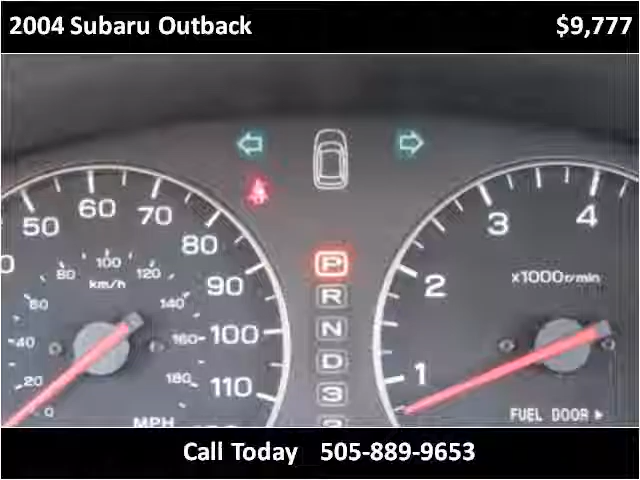 2004 Subaru Outback $9,777
50 60 70 80 90 100 110
20 40 60 80 100 120 140 160 180
km/h
0
MPH
P
R
N
D
3
1 2 3 4
x1000r/min
FUEL DOOR
Call Today 505-889-9653